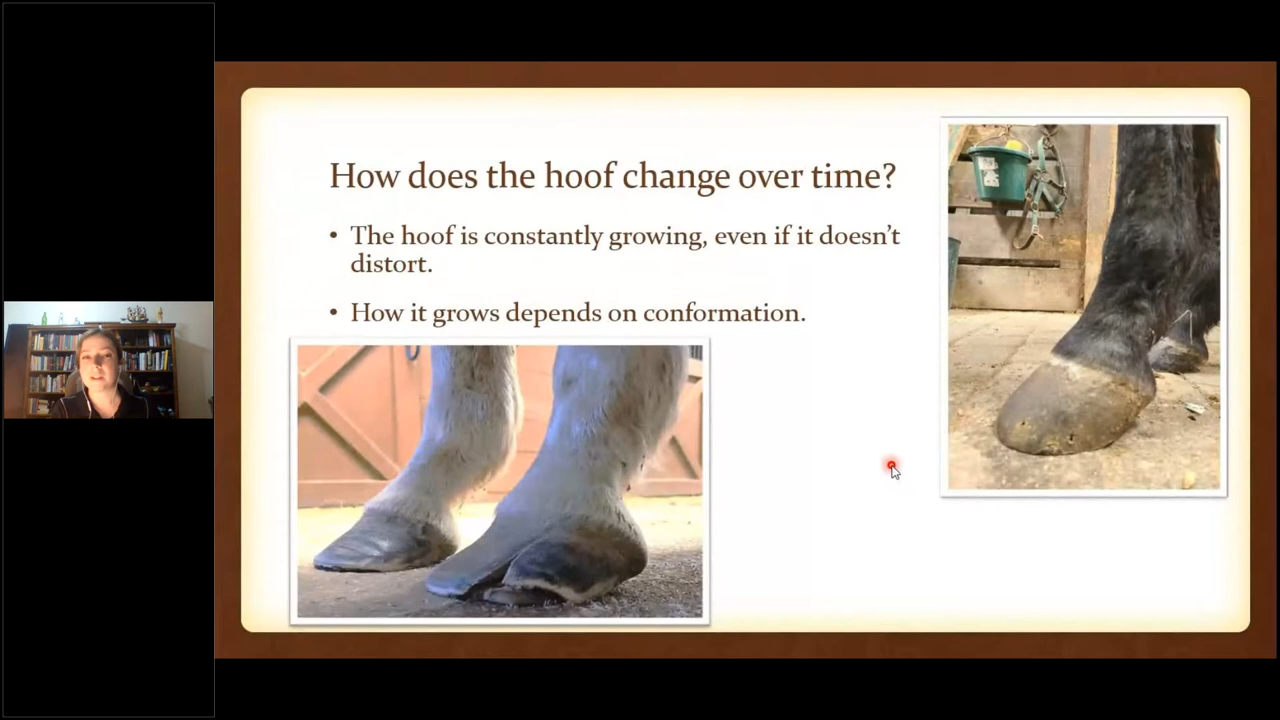 How does the hoof change over time?
• The hoof is constantly growing, even if it doesn’t
distort.
• How it grows depends on conformation.